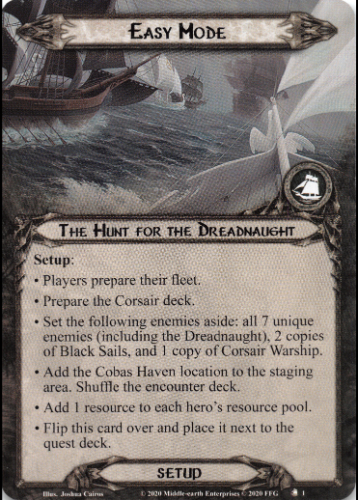 Easy Mode
The Hunt for the Dreadnaught
Setup:
• Players prepare their fleet.
• Prepare the Corsair deck.
• Set the following enemies aside: all 7 unique
enemies (including the Dreadnaught), 2 copies
of Black Sails, and 1 copy of Corsair Warship.
• Add the Cobas Haven location to the staging
area. Shuffle the encounter deck.
• Add 1 resource to each hero's resource pool.
• Flip this card over and place it next to the
quest deck.
Setup
Illus. Joshua Cairos © 2020 Middle-earth Enterprises © 2020 FFG 1